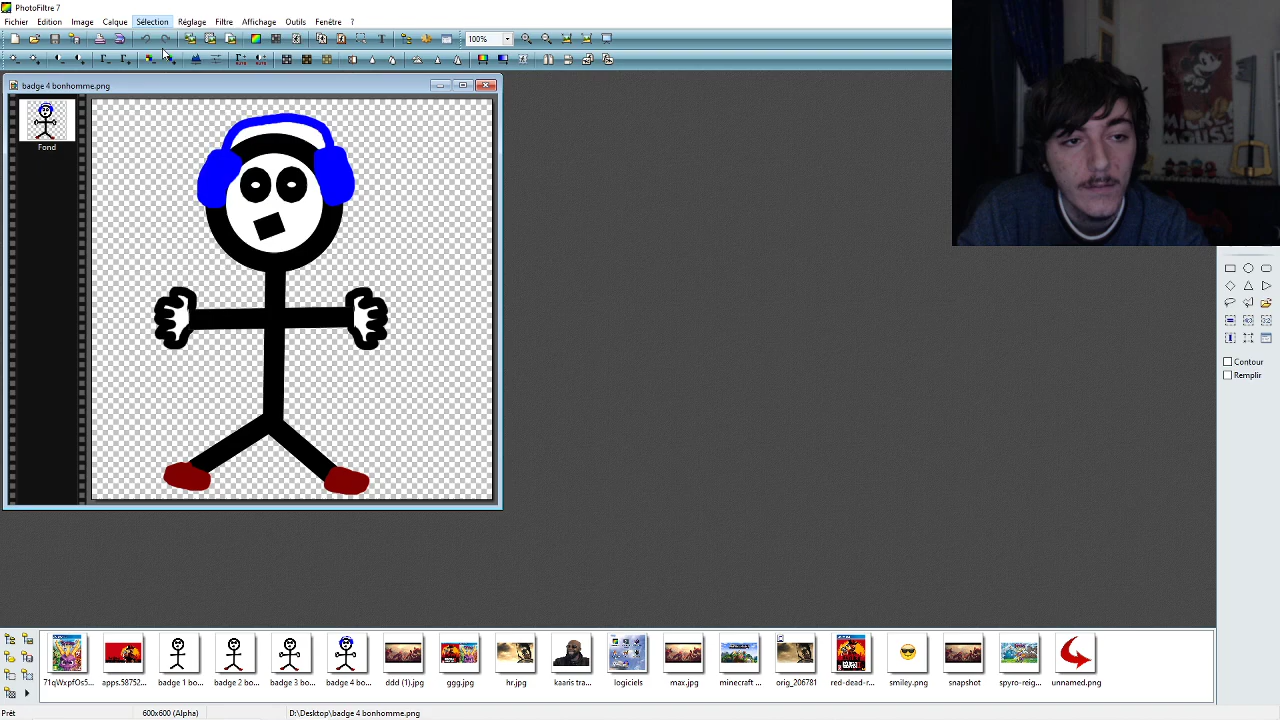 PhotoFiltre 7
Fichier Edition Image Calque Sélection Réglage Filtre Affichage Outils Fenêtre ?
100%
badge 4 bonhomme.png
Fond
MICKEY
MOUSE
Contour
Remplir
71qWxpfOs5... apps.58752... badge 1 bo... badge 2 bo... badge 3 bo... badge 4 bo... ddd (1).jpg ggg.jpg hr.jpg kaaris tra... logiciels max.jpg minecraft ... orig_206781 red-dead-r... smiley.png snapshot spyro-reig... unnamed.png
Prêt 600x600 (Alpha) D:\Desktop\badge 4 bonhomme.png